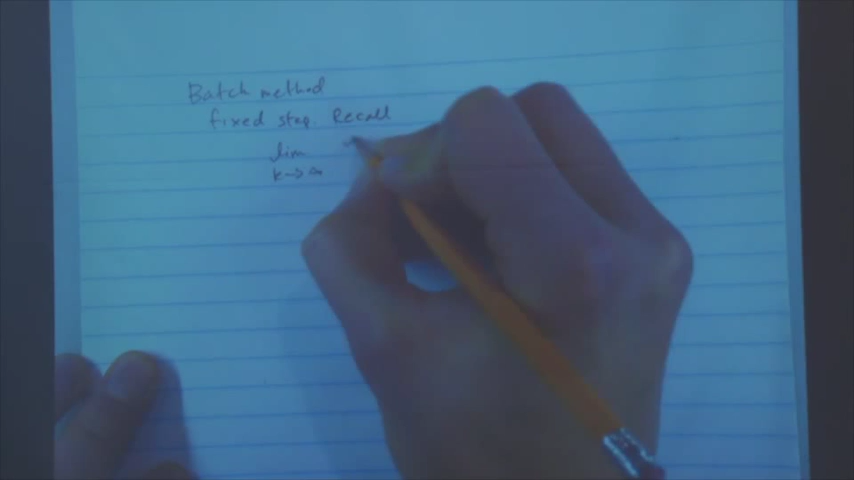 Batch method
fixed step. Recall
lim
k→∞